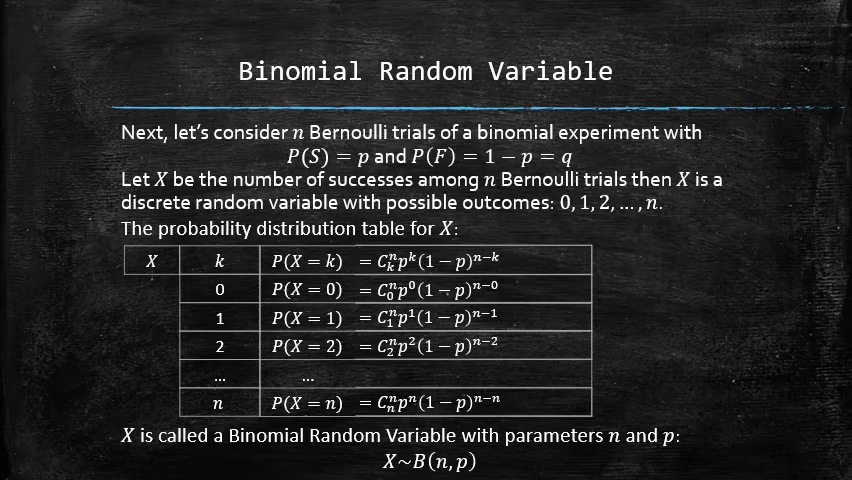 Binomial Random Variable
Next, let's consider n Bernoulli trials of a binomial experiment with
P(S) = p and P(F) = 1 − p = q
Let X be the number of successes among n Bernoulli trials then X is a
discrete random variable with possible outcomes: 0, 1, 2, … , n.
The probability distribution table for X:
X k P(X = k) = C_k^n p^k (1 − p)^{n−k}
0 P(X = 0) = C_0^n p^0 (1 − p)^{n−0}
1 P(X = 1) = C_1^n p^1 (1 − p)^{n−1}
2 P(X = 2) = C_2^n p^2 (1 − p)^{n−2}
… …
n P(X = n) = C_n^n p^n (1 − p)^{n−n}
X is called a Binomial Random Variable with parameters n and p:
X~B(n, p)